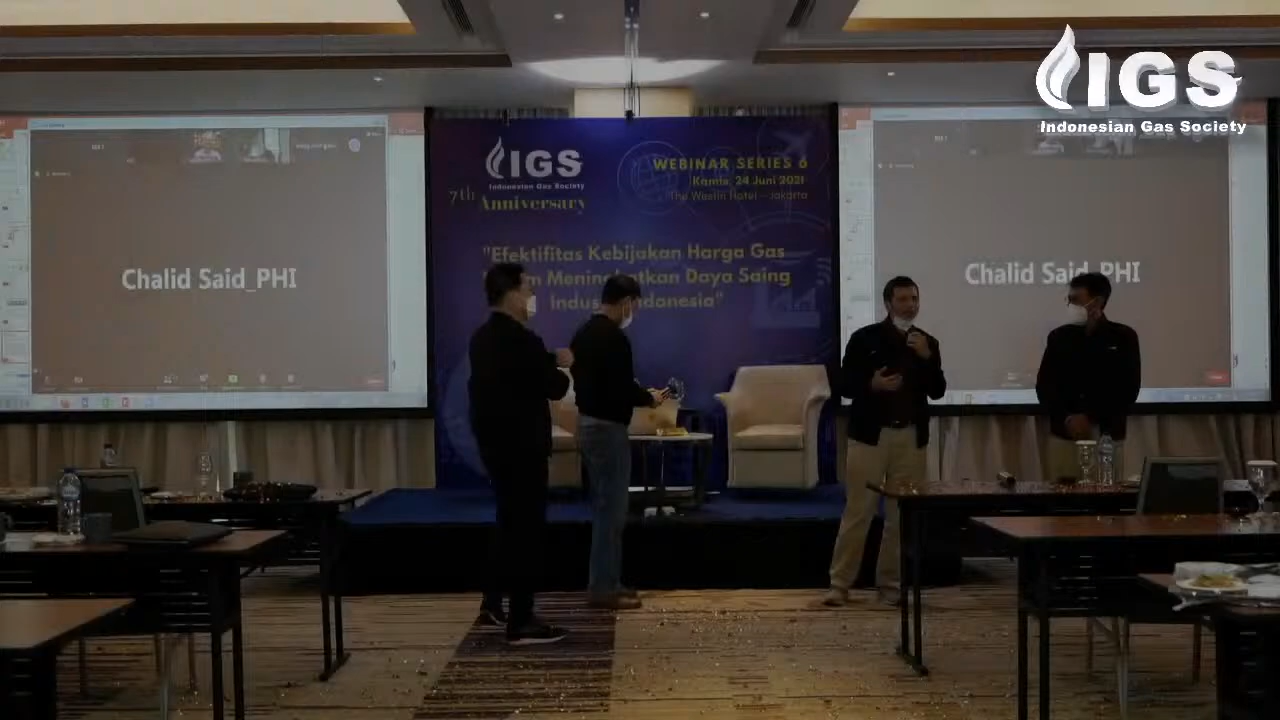 IGS
Indonesian Gas Society
IGS
Indonesian Gas Society
7th Anniversary
WEBINAR SERIES 6
Kamis, 24 Juni 2021
The Westin Hotel - Jakarta
"Efektifitas Kebijakan Harga Gas
Meningkatkan Daya Saing
Indonesia"
Chalid Said_PHI
Chalid Said_PHI